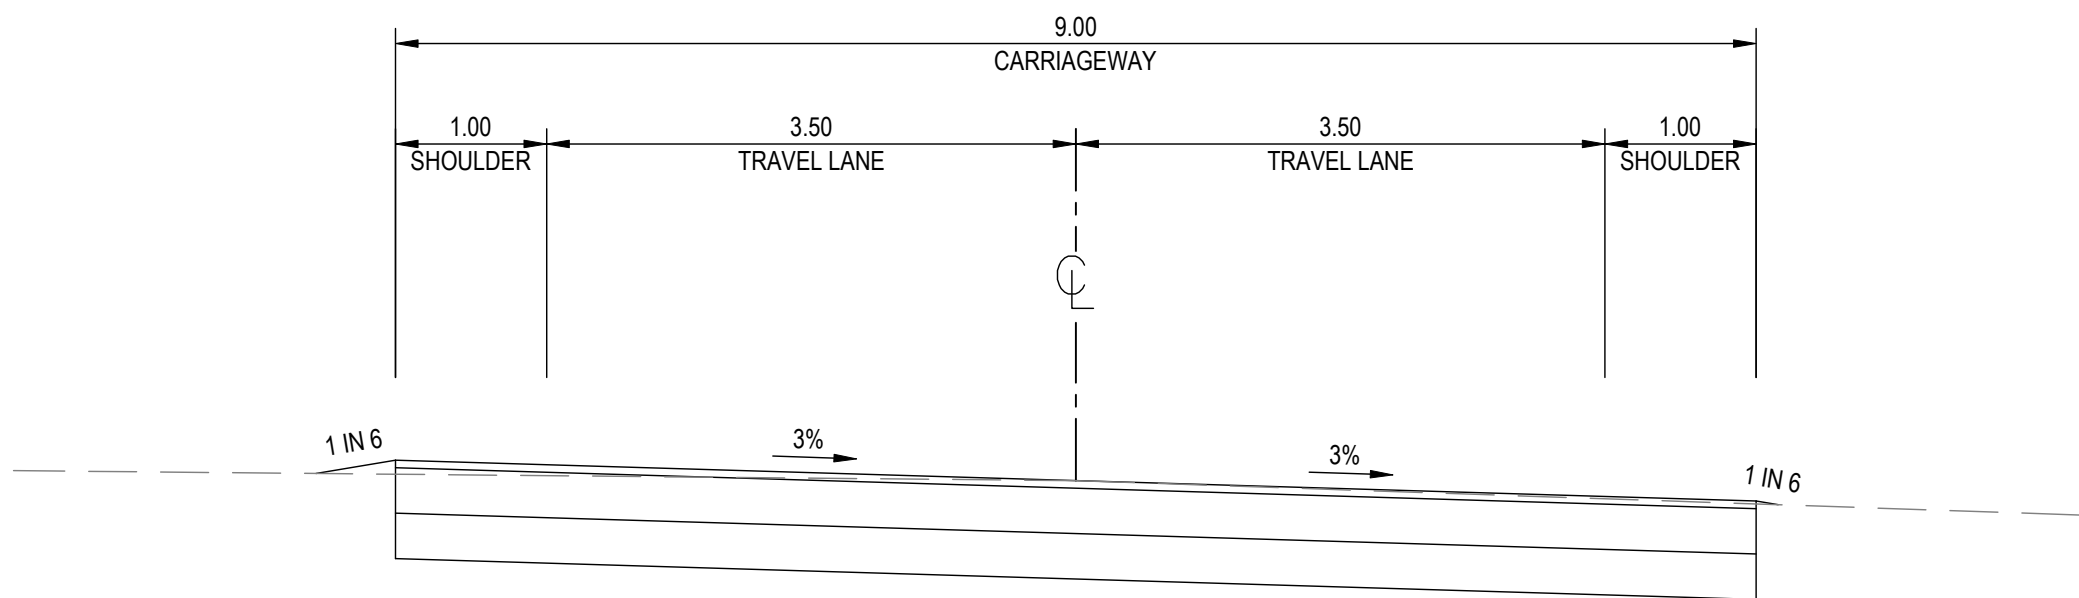 9.00
CARRIAGEWAY
1.00 3.50 3.50 1.00
SHOULDER TRAVEL LANE TRAVEL LANE SHOULDER
CL
1 IN 6 3% 3% 1 IN 6